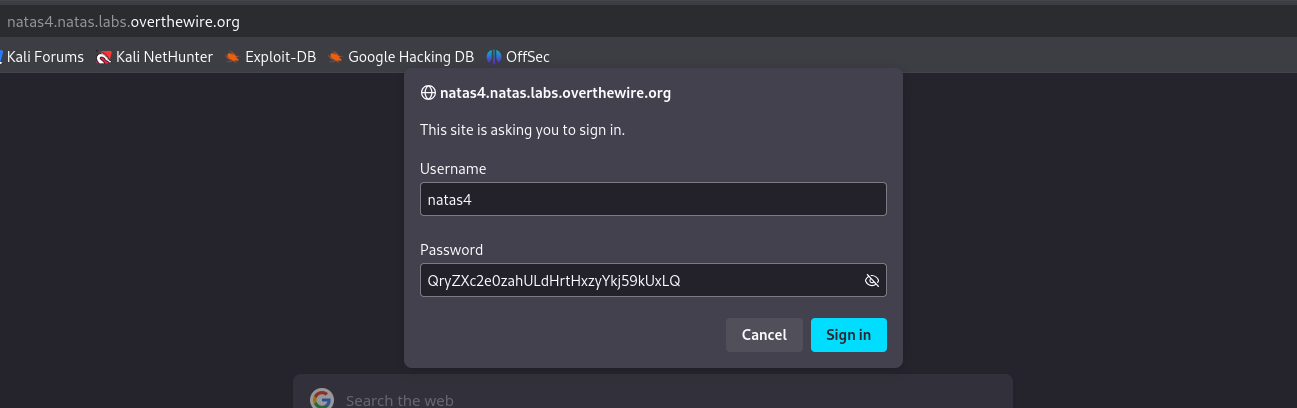 natas4.natas.labs.overthewire.org
Kali Forums Kali NetHunter Exploit-DB Google Hacking DB OffSec
natas4.natas.labs.overthewire.org
This site is asking you to sign in.
Username
natas4
Password
QryZXc2e0zahULdHrtHxzyYkj59kUxLQ
Cancel Sign in
Search the web